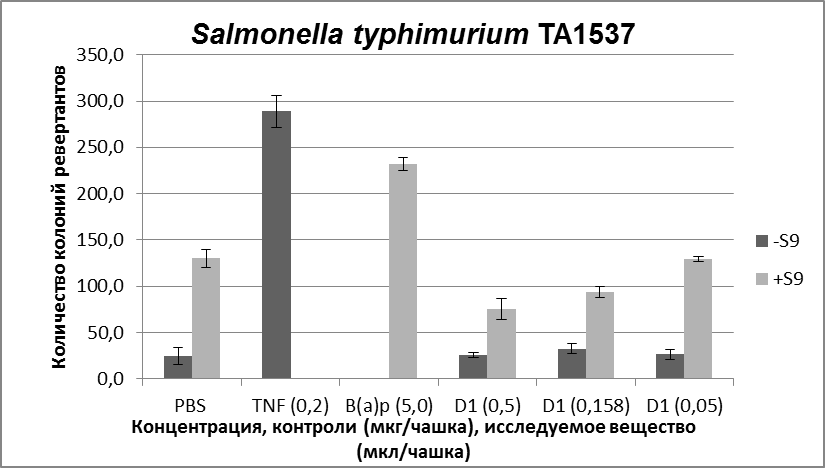 Salmonella typhimurium TA1537
Количество колоний ревертантов
350,0
300,0
250,0
200,0
150,0
100,0
50,0
0,0
PBS TNF (0,2) B(a)p (5,0) D1 (0,5) D1 (0,158) D1 (0,05)
Концентрация, контроли (мкг/чашка), исследуемое вещество
(мкл/чашка)
-S9
+S9